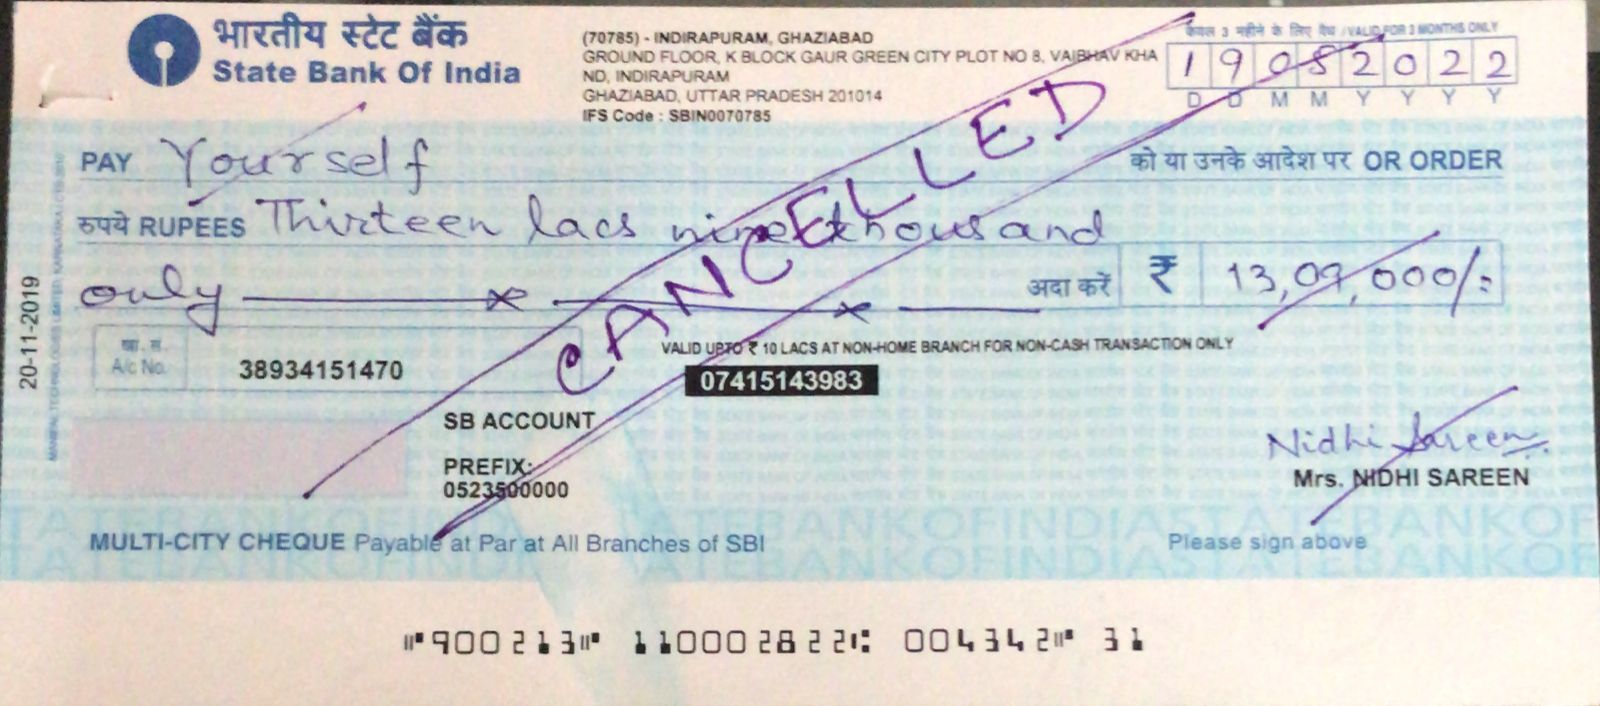 भारतीय स्टेट बैंक
State Bank Of India
(70785) - INDIRAPURAM, GHAZIABAD
GROUND FLOOR, K BLOCK GAUR GREEN CITY PLOT NO 8, VAIBHAV KHA
ND, INDIRAPURAM
GHAZIABAD, UTTAR PRADESH 201014
IFS Code : SBIN0070785
केवल 3 महीने के लिए वैध /VALID FOR 3 MONTHS ONLY
1 9 0 8 2 0 2 2
D D M M Y Y Y Y
CANCELLED
PAY Yourself को या उनके आदेश पर OR ORDER
रुपये RUPEES Thirteen lacs nine thousand
only अदा करें ₹ 13,09,000/-
20-11-2019
खा. सं.
A/c No. 38934151470
VALID UPTO ₹ 10 LACS AT NON-HOME BRANCH FOR NON-CASH TRANSACTION ONLY
07415143983
SB ACCOUNT
PREFIX:
0523500000
Nidhi Sareen
Mrs. NIDHI SAREEN
MULTI-CITY CHEQUE Payable at Par at All Branches of SBI
Please sign above
STATEBANKOFINDIA
⑈900213⑈ 110002822⑆ 004342⑈ 31